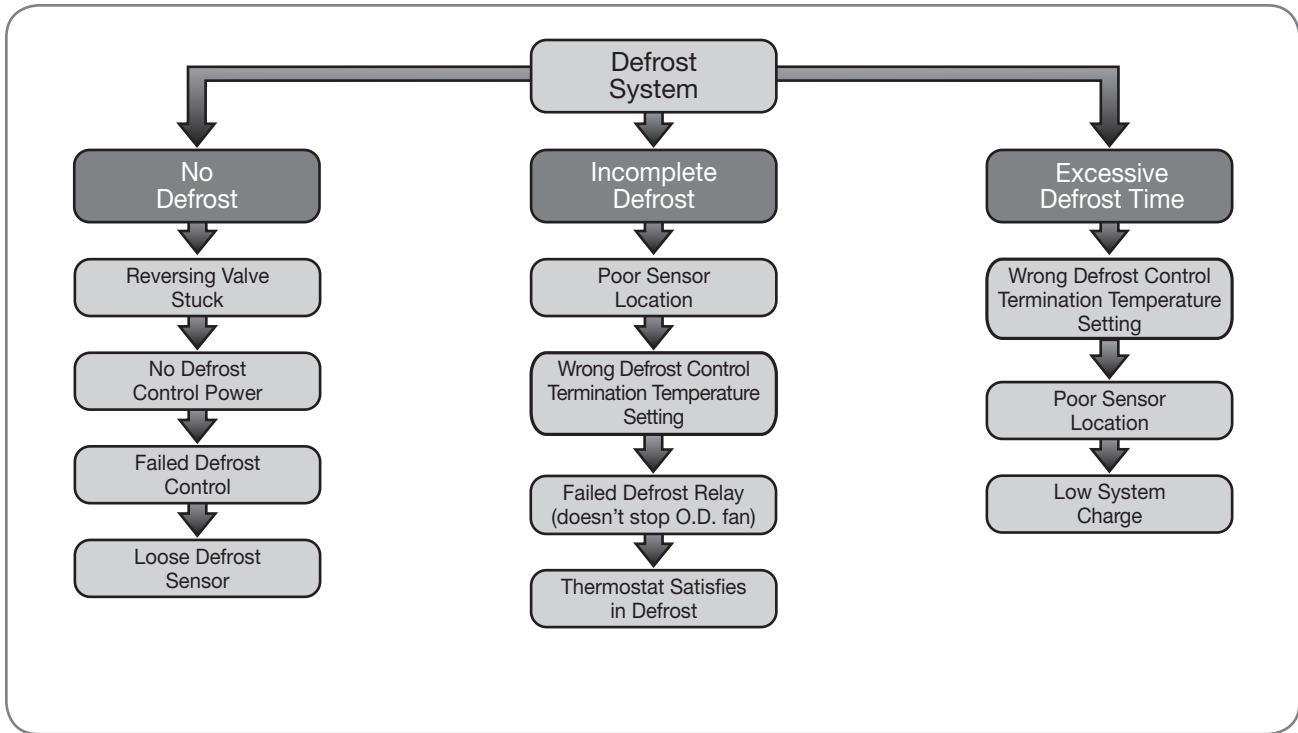 Defrost
System
No
Defrost
Reversing Valve
Stuck
No Defrost
Control Power
Failed Defrost
Control
Loose Defrost
Sensor
Incomplete
Defrost
Poor Sensor
Location
Wrong Defrost Control
Termination Temperature
Setting
Failed Defrost Relay
(doesn't stop O.D. fan)
Thermostat Satisfies
in Defrost
Excessive
Defrost Time
Wrong Defrost Control
Termination Temperature
Setting
Poor Sensor
Location
Low System
Charge